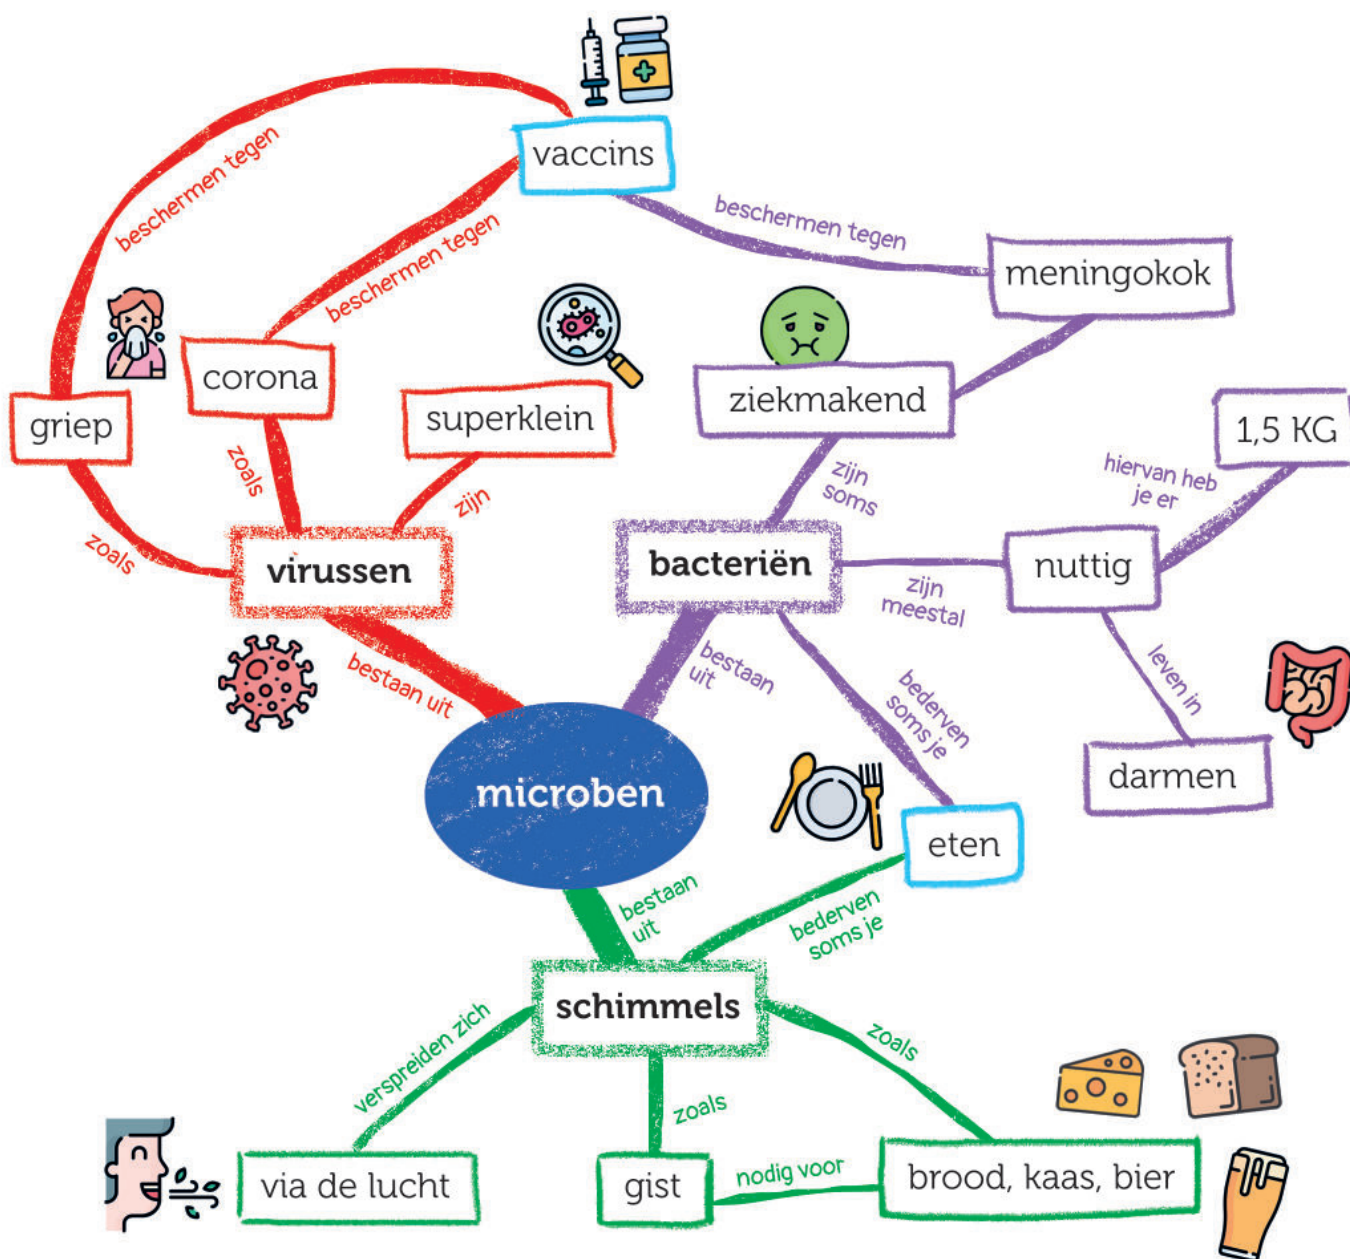 vaccins
beschermen tegen
beschermen tegen
beschermen tegen
meningokok
corona
griep
superklein
ziekmakend
1,5 KG
zoals
zoals
zijn
zijn
soms
hiervan heb
je er
virussen
bacteriën
nuttig
zijn
meestal
bestaan uit
bestaan
uit
bederven
soms je
leven in
darmen
microben
eten
bestaan
uit
bederven
soms je
schimmels
verspreiden zich
zoals
zoals
via de lucht
gist
nodig voor
brood, kaas, bier